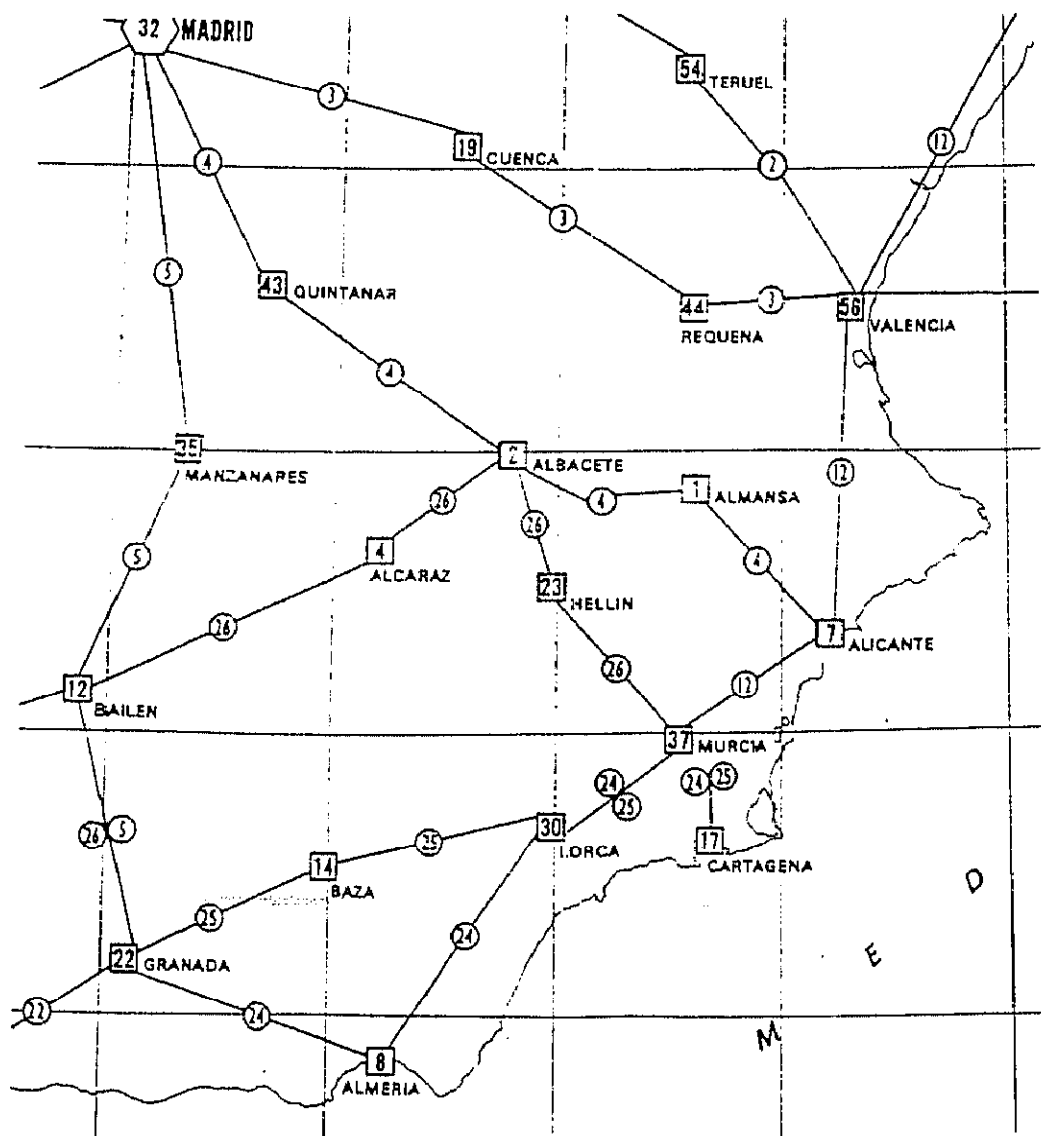 32 MADRID
54
TERUEL
3
12
19
CUENCA
4
2
3
5
43 QUINTANAR
44
REQUENA
3
56
VALENCIA
4
35
MANZANARES
2 ALBACETE
26
4
1 ALMANSA
12
26
5
4
ALCARAZ
4
23 HELLIN
26
7 ALICANTE
26
12
12
BAILEN
37 MURCIA
24
25
24 25
26 5
25
30
LORCA
17
CARTAGENA
14
BAZA
25
24
22 GRANADA
22
24
8
ALMERIA
M E D